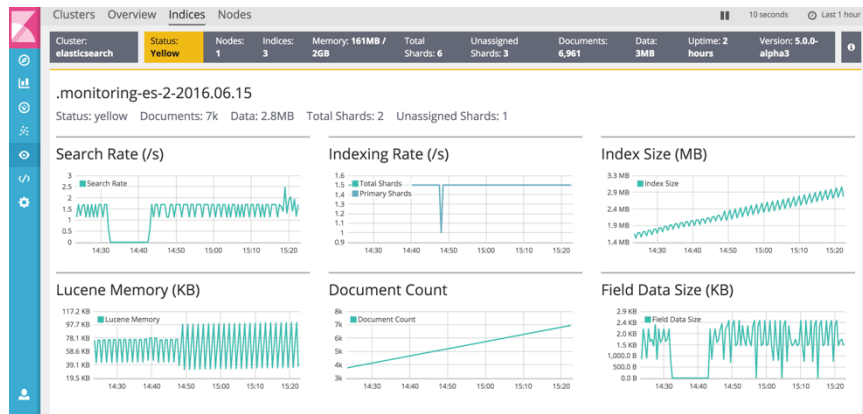 Clusters Overview Indices Nodes 10 seconds Last 1 hour
Cluster: Status: Nodes: Indices: Memory: 161MB / Total Unassigned Documents: Data: Uptime: 2 Version: 5.0.0-
elasticsearch Yellow 1 3 2GB Shards: 6 Shards: 3 6,961 3MB hours alpha3
.monitoring-es-2-2016.06.15
Status: yellow Documents: 7k Data: 2.8MB Total Shards: 2 Unassigned Shards: 1
Search Rate (/s)
3
2.5
2
1.5
1
0.5
0
Search Rate
14:30 14:40 14:50 15:00 15:10 15:20
Indexing Rate (/s)
1.6
1.5
1.4
1.3
1.2
1.1
1
0.9
Total Shards
Primary Shards
14:30 14:40 14:50 15:00 15:10 15:20
Index Size (MB)
3.3 MB
2.9 MB
2.4 MB
1.9 MB
1.4 MB
Index Size
14:30 14:40 14:50 15:00 15:10 15:20
Lucene Memory (KB)
117.2 KB
97.7 KB
78.1 KB
58.6 KB
39.1 KB
19.5 KB
Lucene Memory
14:30 14:40 14:50 15:00 15:10 15:20
Document Count
8k
7k
6k
5k
4k
3k
Document Count
14:30 14:40 14:50 15:00 15:10 15:20
Field Data Size (KB)
2.9 KB
2.4 KB
2.0 KB
1.5 KB
1,000.0 B
500.0 B
0.0 B
Field Data Size
14:30 14:40 14:50 15:00 15:10 15:20